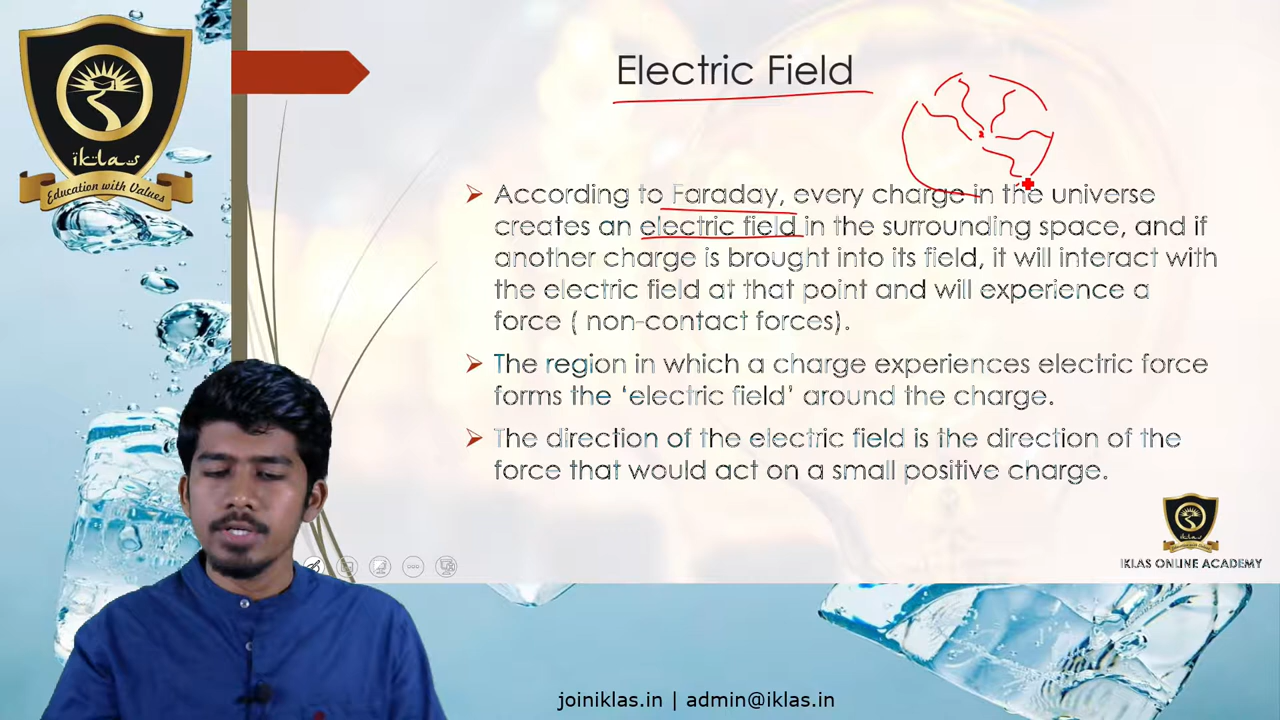 iklas
Education with Values
Electric Field
According to Faraday, every charge in the universe
creates an electric field in the surrounding space, and if
another charge is brought into its field, it will interact with
the electric field at that point and will experience a
force ( non-contact forces).
The region in which a charge experiences electric force
forms the ‘electric field’ around the charge.
The direction of the electric field is the direction of the
force that would act on a small positive charge.
IKLAS ONLINE ACADEMY
joiniklas.in | admin@iklas.in